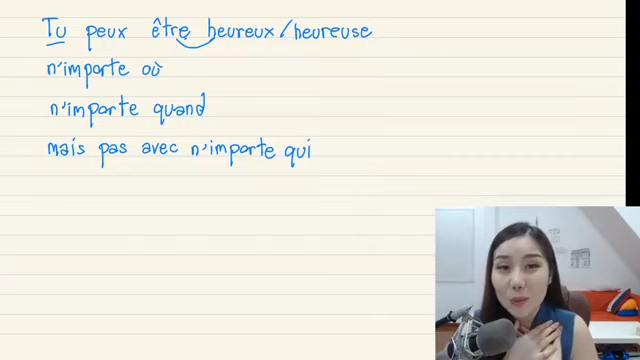 Tu peux être heureux/heureuse
n'importe où
n'importe quand
mais pas avec n'importe qui